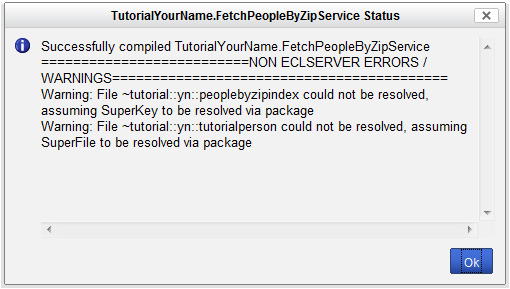 TutorialYourName.FetchPeopleByZipService Status
Successfully compiled TutorialYourName.FetchPeopleByZipService
==========================NON ECLSERVER ERRORS /
WARNINGS==========================================
Warning: File ~tutorial::yn::peoplebyzipindex could not be resolved,
assuming SuperKey to be resolved via package
Warning: File ~tutorial::yn::tutorialperson could not be resolved, assuming
SuperFile to be resolved via package
Ok